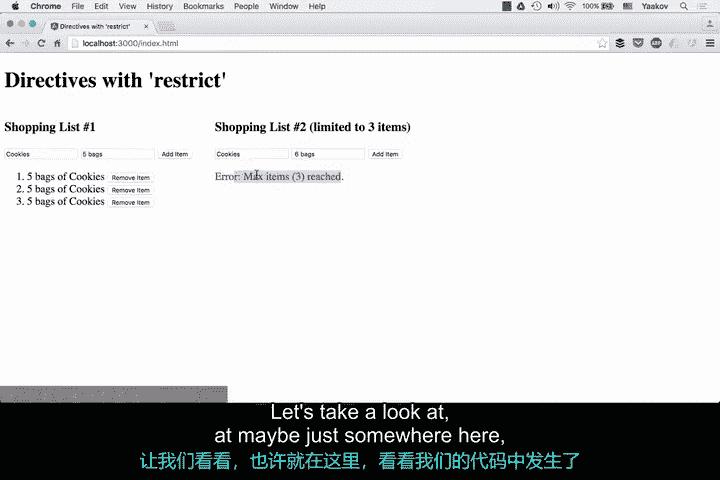 Chrome File Edit View History Bookmarks People Window Help 100% Yaakov
Directives with 'restrict'
localhost:3000/index.html
Directives with 'restrict'
Shopping List #1 Shopping List #2 (limited to 3 items)
Cookies 5 bags Add Item Cookies 6 bags Add Item
1. 5 bags of Cookies Remove Item Error: Max items (3) reached.
2. 5 bags of Cookies Remove Item
3. 5 bags of Cookies Remove Item
Let's take a look at,
at maybe just somewhere here,
让我们看看，也许就在这里，看看我们的代码中发生了